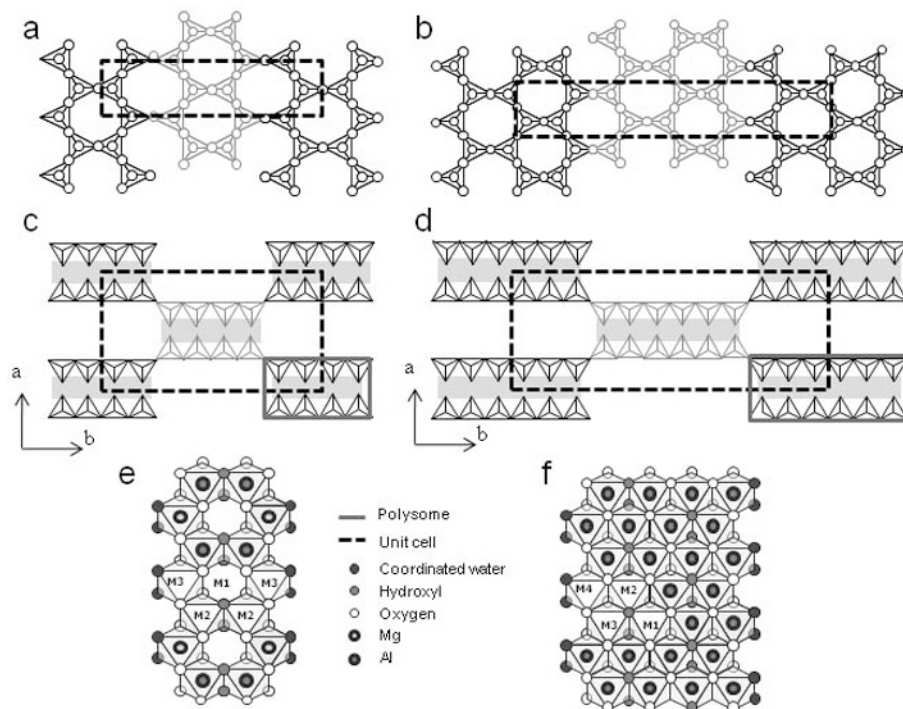 a
b
c
d
a
b
a
b
e
f
M3 M1 M3
M2 M2
Polysome
Unit cell
Coordinated water
Hydroxyl
Oxygen
Mg
Al
M4 M2
M3 M1